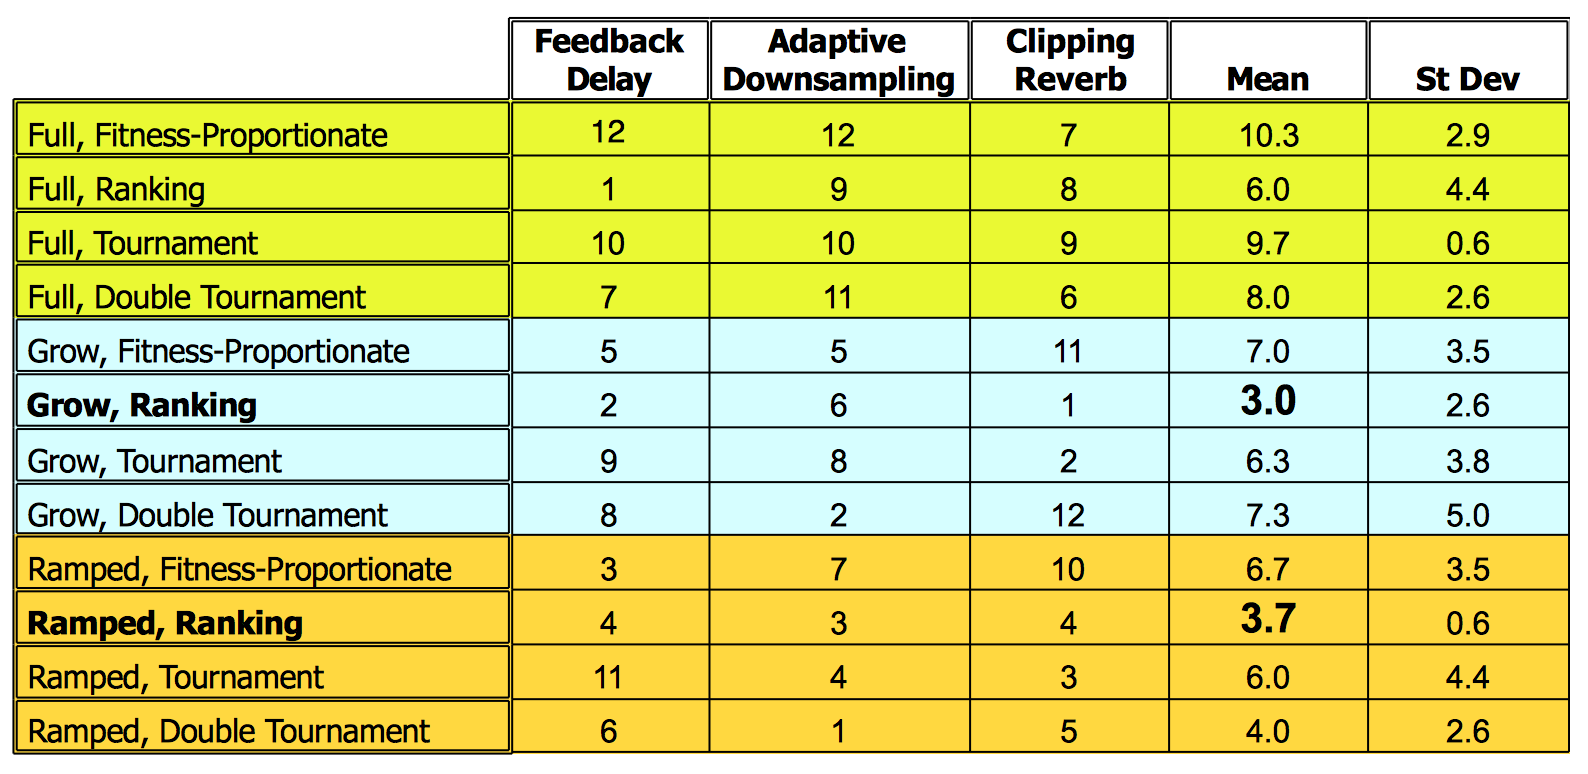 Feedback Delay Adaptive Downsampling Clipping Reverb Mean St Dev
Full, Fitness-Proportionate 12 12 7 10.3 2.9
Full, Ranking 1 9 8 6.0 4.4
Full, Tournament 10 10 9 9.7 0.6
Full, Double Tournament 7 11 6 8.0 2.6
Grow, Fitness-Proportionate 5 5 11 7.0 3.5
Grow, Ranking 2 6 1 3.0 2.6
Grow, Tournament 9 8 2 6.3 3.8
Grow, Double Tournament 8 2 12 7.3 5.0
Ramped, Fitness-Proportionate 3 7 10 6.7 3.5
Ramped, Ranking 4 3 4 3.7 0.6
Ramped, Tournament 11 4 3 6.0 4.4
Ramped, Double Tournament 6 1 5 4.0 2.6